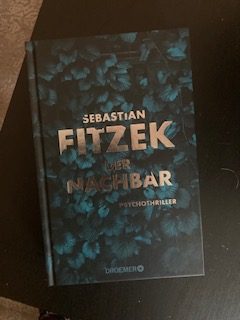 SEBASTIAN
FITZEK
DER
NACHBAR
PSYCHOTHRILLER
DROEMER